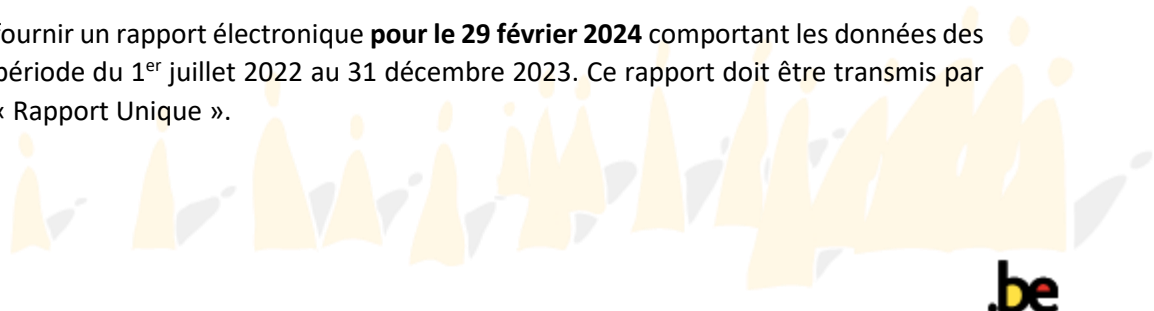 fournir un rapport électronique pour le 29 février 2024 comportant les données des
période du 1er juillet 2022 au 31 décembre 2023. Ce rapport doit être transmis par
« Rapport Unique ».
.be